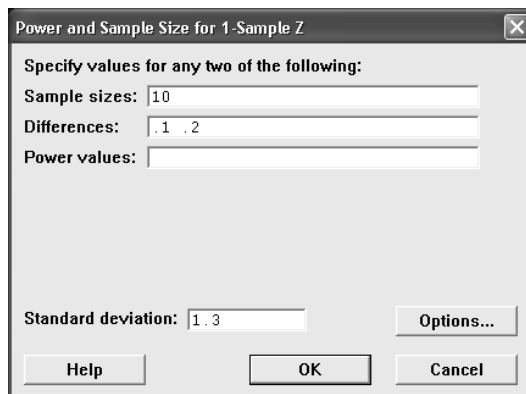 Power and Sample Size for 1-Sample Z
Specify values for any two of the following:
Sample sizes: 10
Differences: .1 .2
Power values:
Standard deviation: 1.3
Options...
Help
OK
Cancel